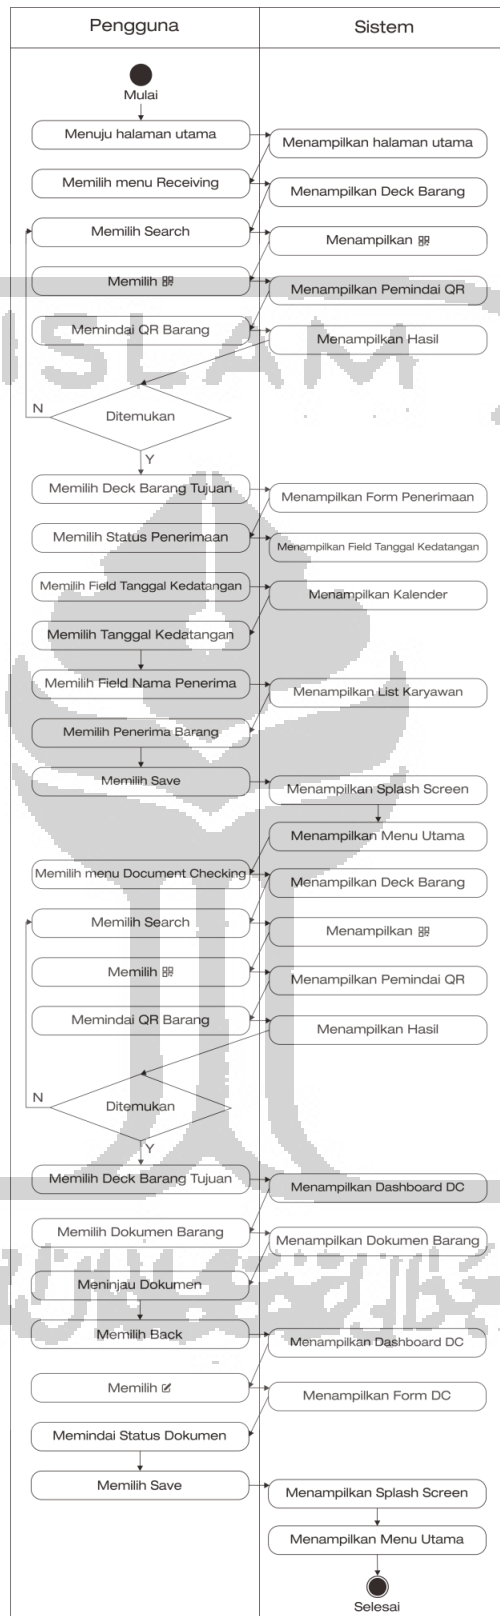 Pengguna
Sistem
Mulai
Menuju halaman utama
Menampilkan halaman utama
Memilih menu Receiving
Menampilkan Deck Barang
Memilih Search
Menampilkan
Memilih
Menampilkan Pemindai QR
Memindai QR Barang
Menampilkan Hasil
ISLAM
N
Ditemukan
Y
Memilih Deck Barang Tujuan
Menampilkan Form Penerimaan
Memilih Status Penerimaan
Menampilkan Field Tanggal Kedatangan
Memilih Field Tanggal Kedatangan
Menampilkan Kalender
Memilih Tanggal Kedatangan
Memilih Field Nama Penerima
Menampilkan List Karyawan
Memilih Penerima Barang
Memilih Save
Menampilkan Splash Screen
Menampilkan Menu Utama
Memilih menu Document Checking
Menampilkan Deck Barang
Memilih Search
Menampilkan
Memilih
Menampilkan Pemindai QR
Memindai QR Barang
Menampilkan Hasil
N
Ditemukan
Y
Memilih Deck Barang Tujuan
Menampilkan Dashboard DC
Memilih Dokumen Barang
Menampilkan Dokumen Barang
Meninjau Dokumen
Memilih Back
Menampilkan Dashboard DC
Memilih
Menampilkan Form DC
Memindai Status Dokumen
Memilih Save
Menampilkan Splash Screen
Menampilkan Menu Utama
Selesai